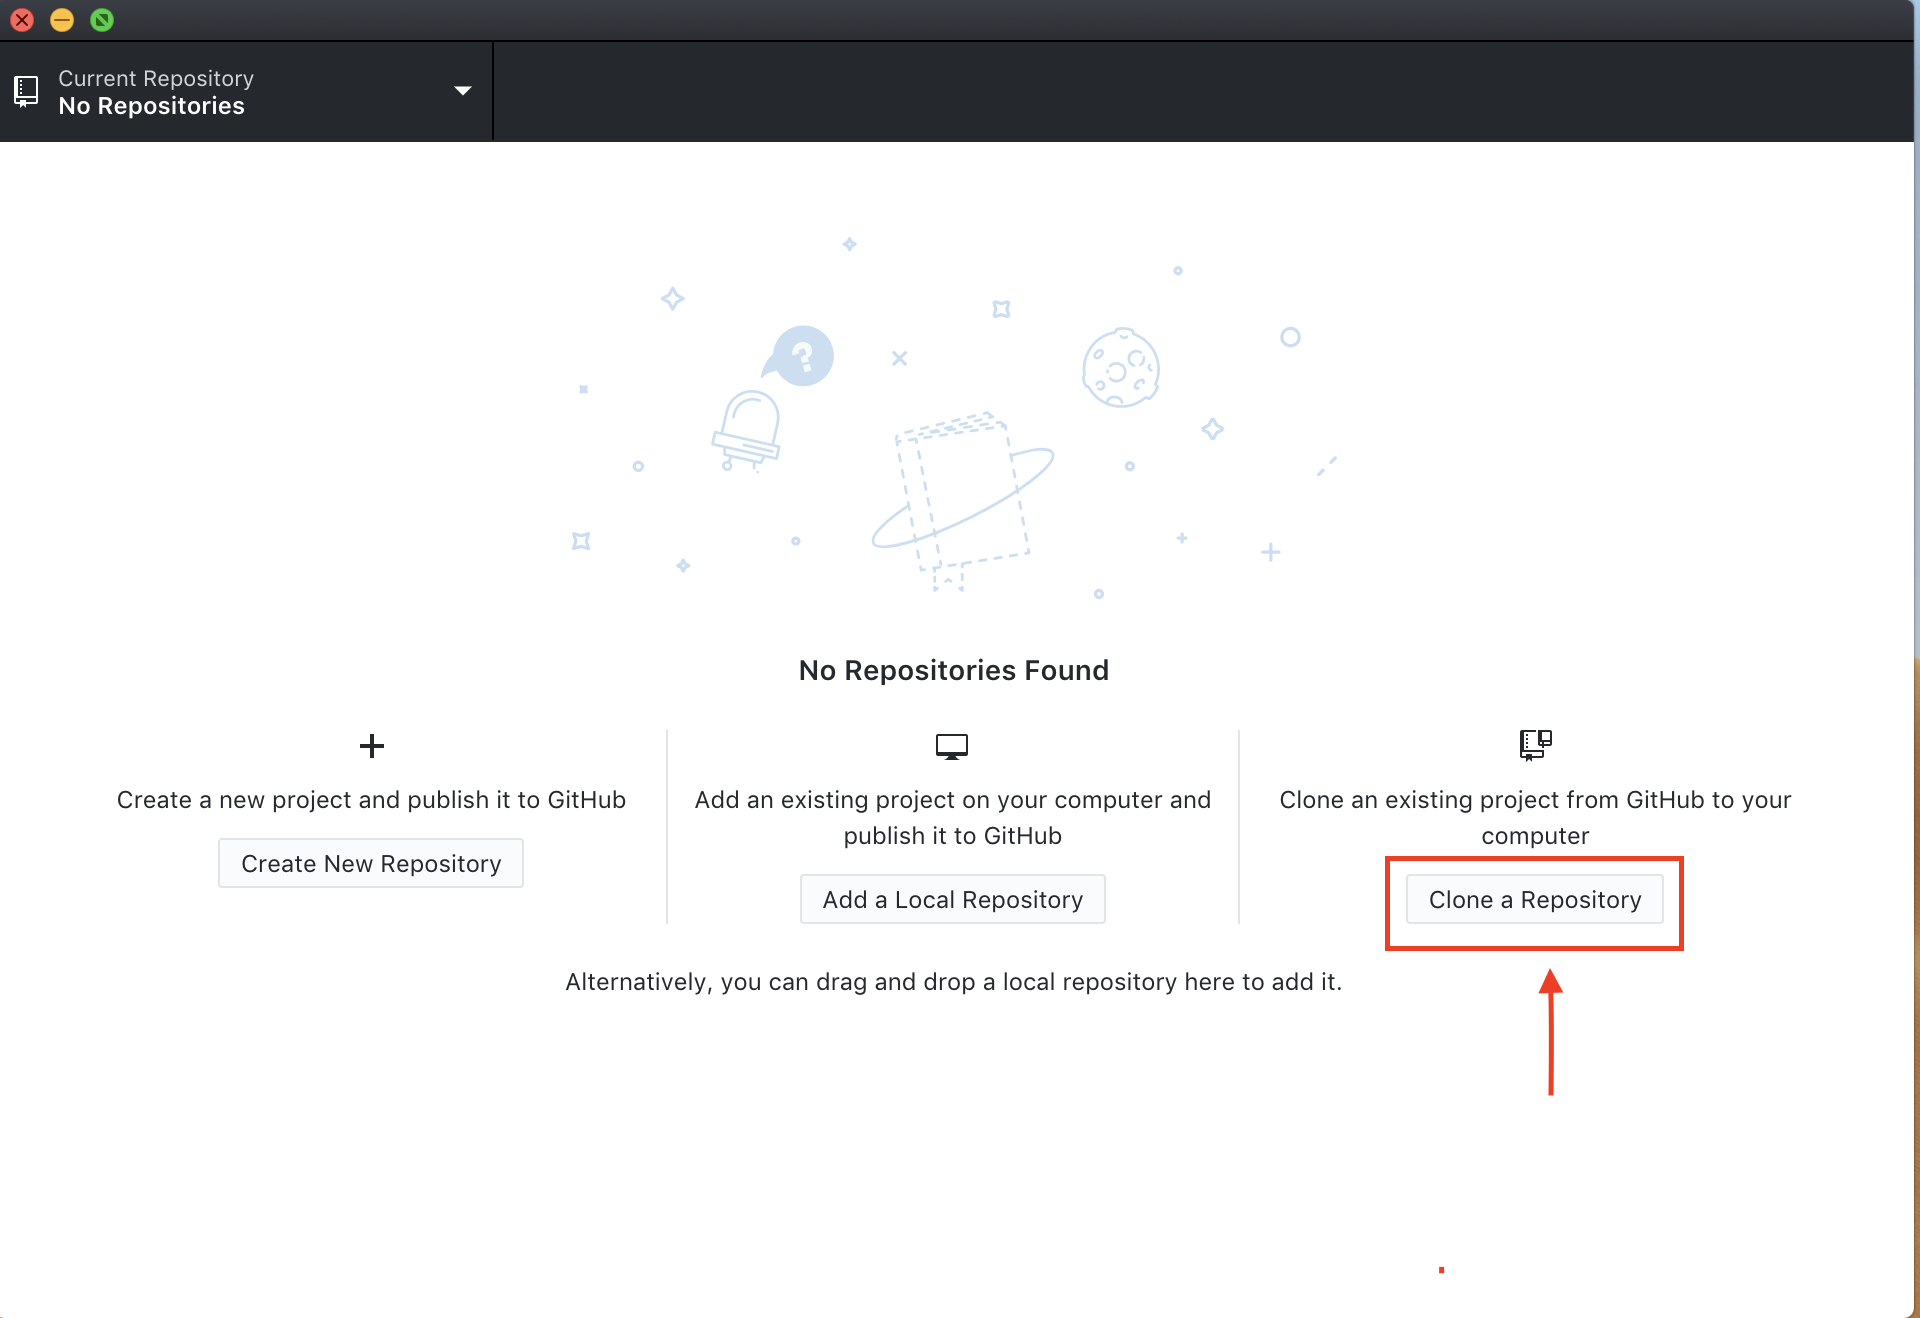 Current Repository
No Repositories
?
No Repositories Found
Create a new project and publish it to GitHub
Create New Repository
Add an existing project on your computer and
publish it to GitHub
Add a Local Repository
Clone an existing project from GitHub to your
computer
Clone a Repository
Alternatively, you can drag and drop a local repository here to add it.